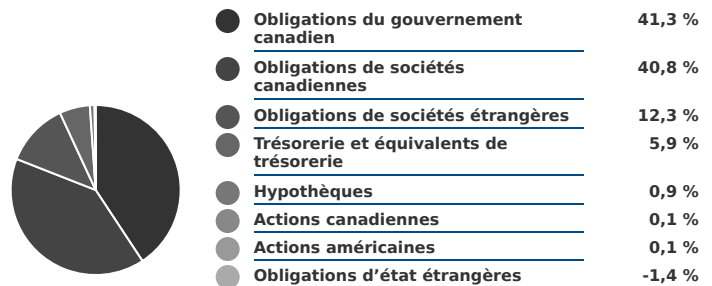 Obligations du gouvernement 41,3 %
canadien
Obligations de sociétés 40,8 %
canadiennes
Obligations de sociétés étrangères 12,3 %
Trésorerie et équivalents de 5,9 %
trésorerie
Hypothèques 0,9 %
Actions canadiennes 0,1 %
Actions américaines 0,1 %
Obligations d’état étrangères -1,4 %